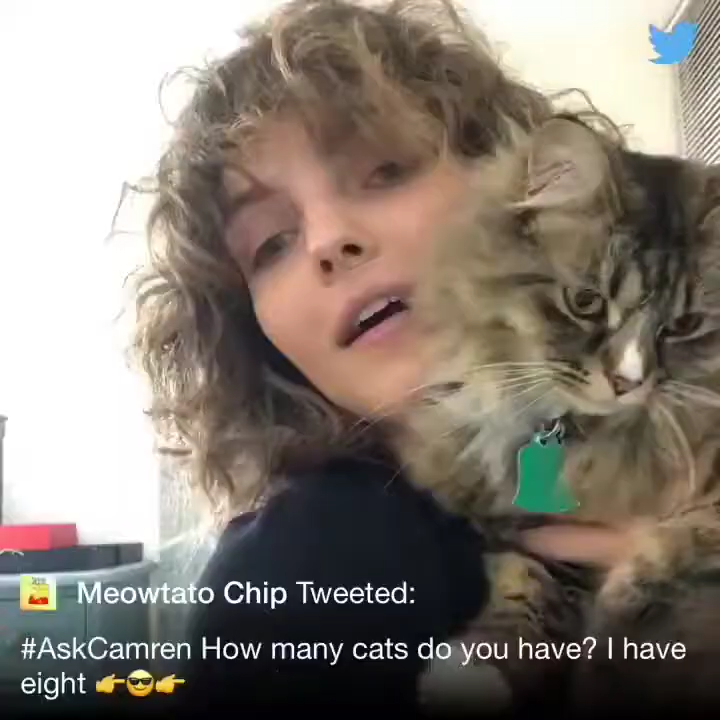 Meowtato Chip Tweeted:
#AskCamren How many cats do you have? I have
eight 👉😎👉